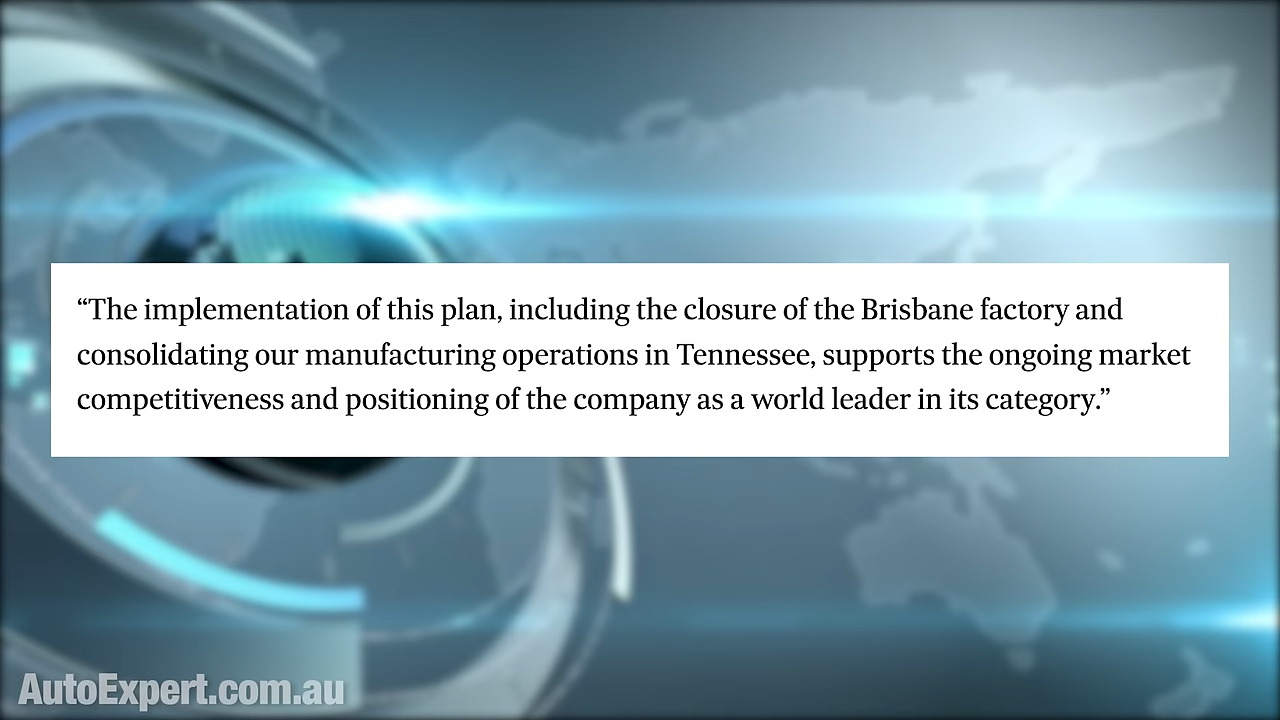 “The implementation of this plan, including the closure of the Brisbane factory and
consolidating our manufacturing operations in Tennessee, supports the ongoing market
competitiveness and positioning of the company as a world leader in its category.”
AutoExpert.com.au